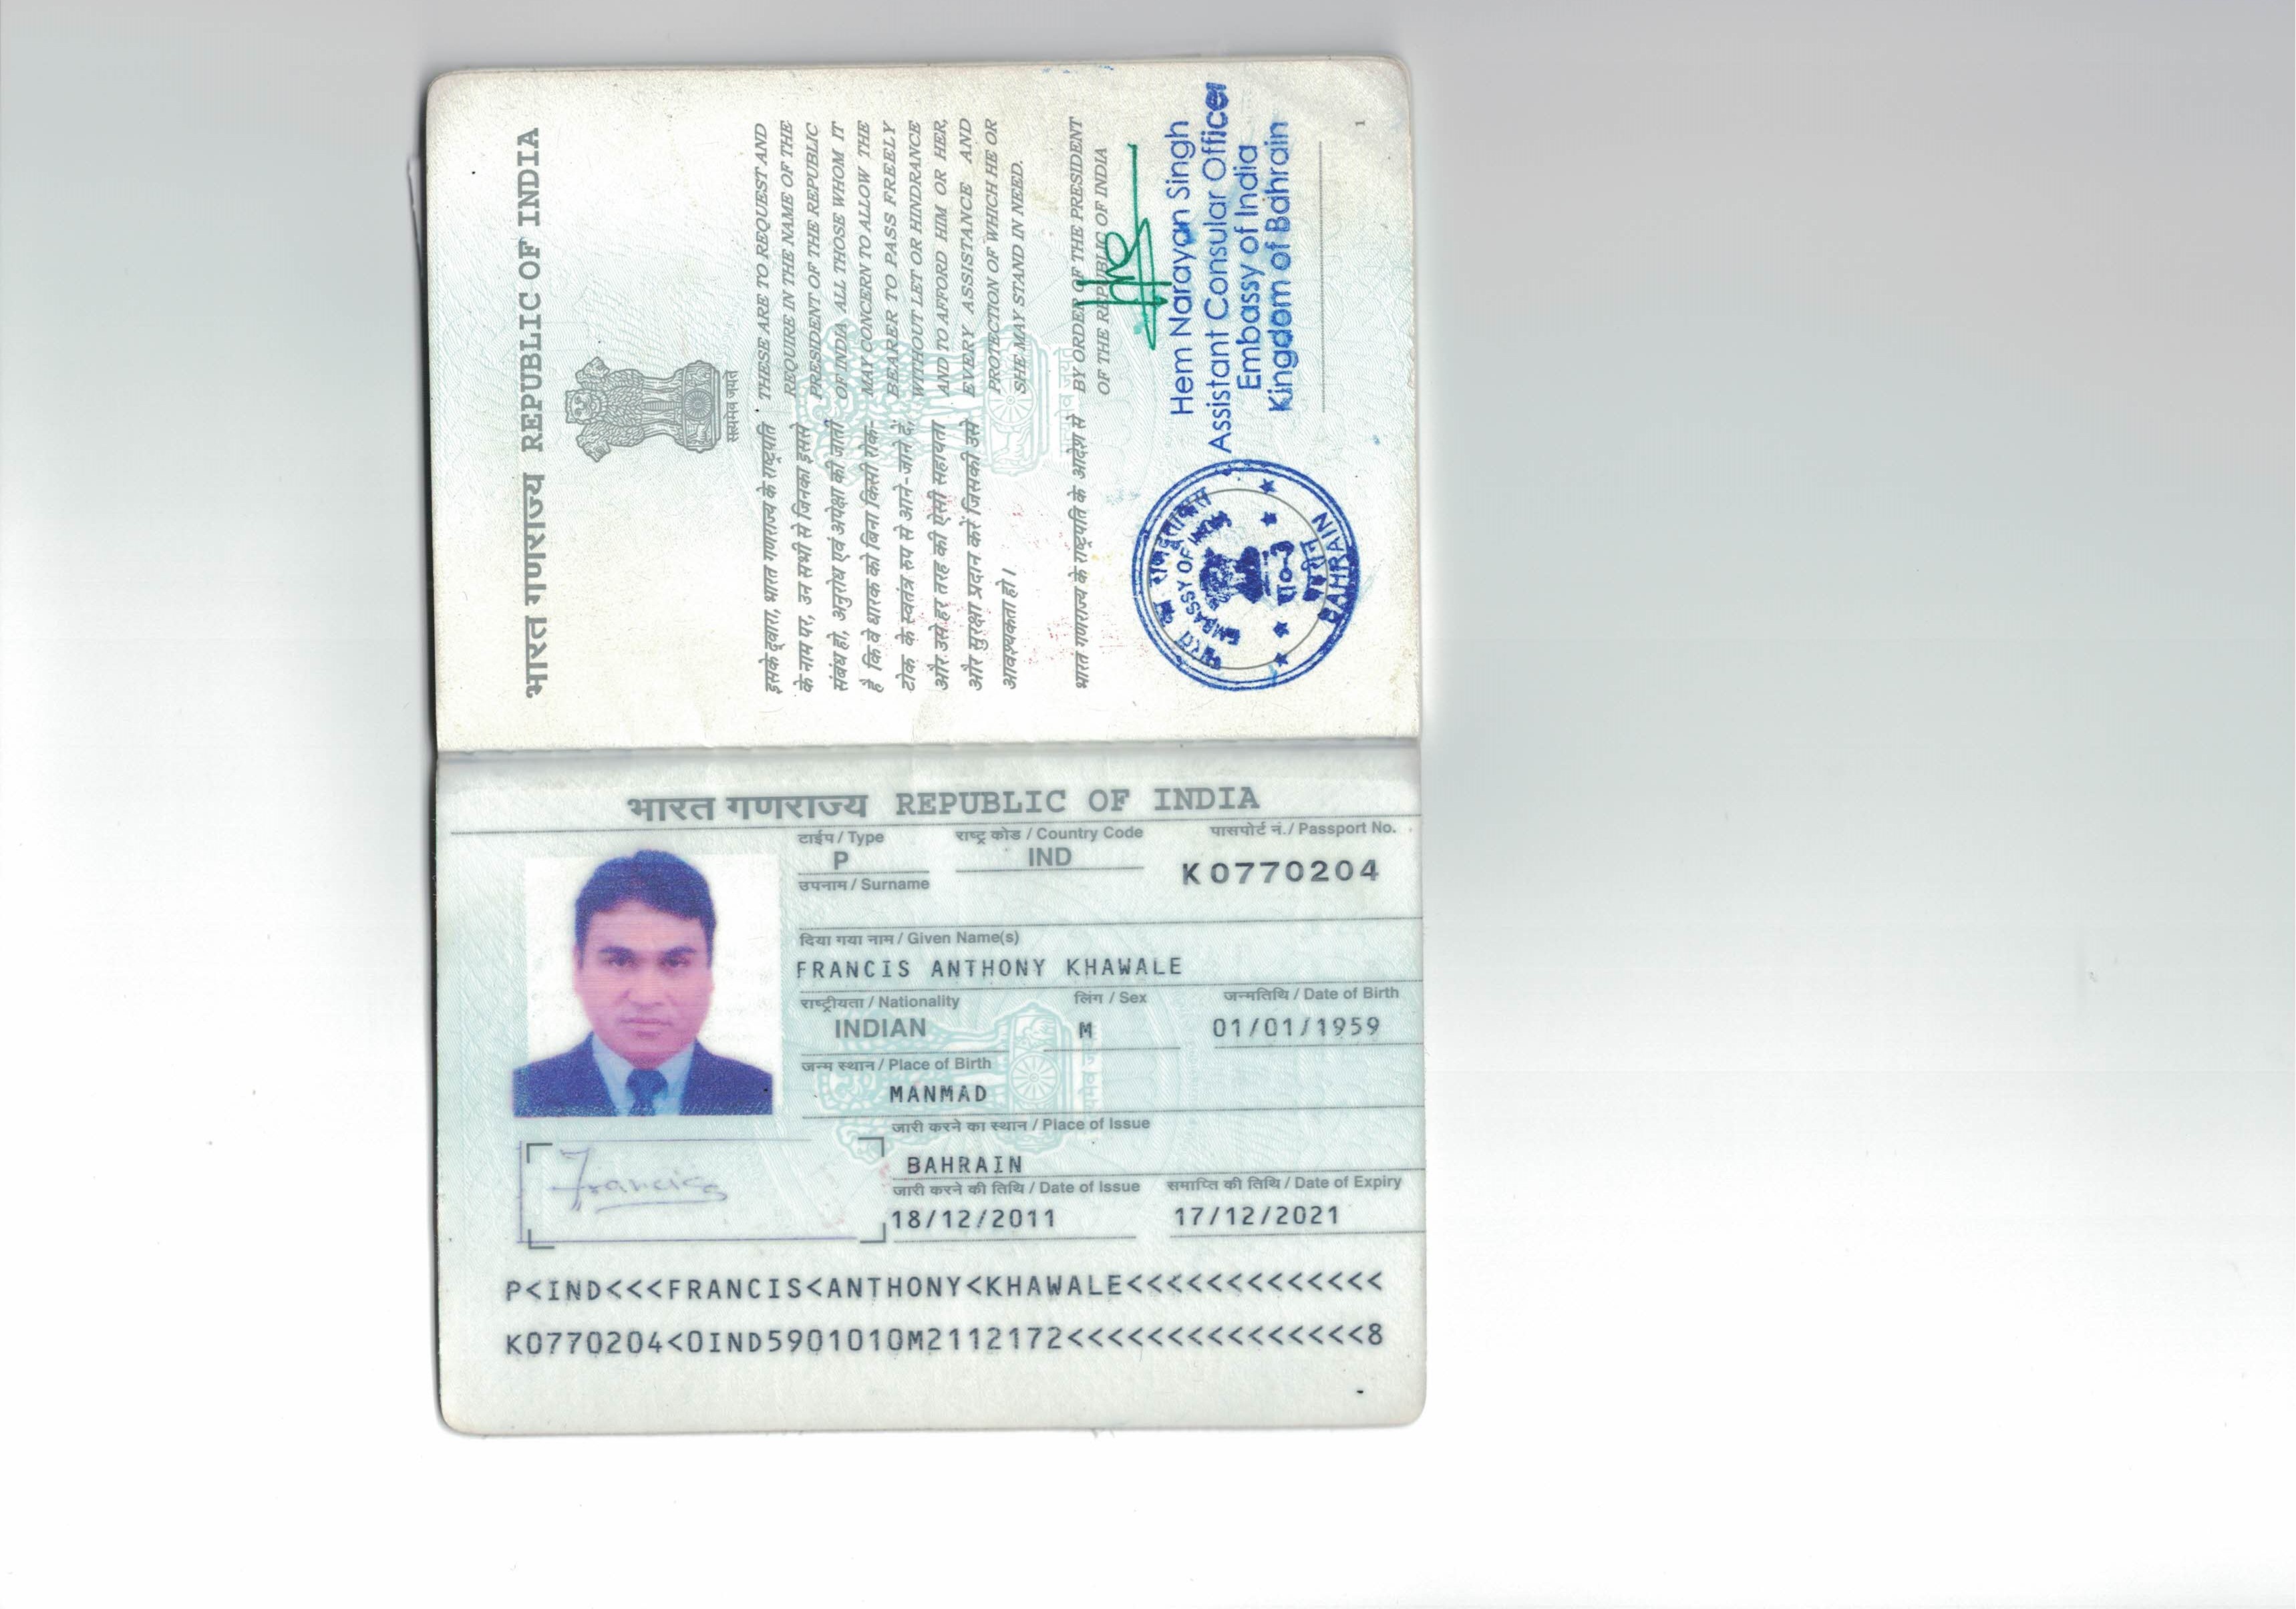 भारत गणराज्य REPUBLIC OF INDIA
सत्यमेव जयते
इसके द्वारा, भारत गणराज्य के राष्ट्रपति
के नाम पर, उन सभी से जिनका इससे
संबंध हो, अनुरोध एवं अपेक्षा की जाती
है कि वे धारक को बिना किसी रोक-
टोक के स्वतंत्र रूप से आने-जाने दें,
और उसे हर तरह की ऐसी सहायता
और सुरक्षा प्रदान करें जिसकी उसे
आवश्यकता हो।
THESE ARE TO REQUEST AND
REQUIRE IN THE NAME OF THE
PRESIDENT OF THE REPUBLIC
OF INDIA ALL THOSE WHOM IT
MAY CONCERN TO ALLOW THE
BEARER TO PASS FREELY
WITHOUT LET OR HINDRANCE
AND TO AFFORD HIM OR HER,
EVERY ASSISTANCE AND
PROTECTION OF WHICH HE OR
SHE MAY STAND IN NEED.
भारत गणराज्य के राष्ट्रपति के आदेश से
BY ORDER OF THE PRESIDENT
OF THE REPUBLIC OF INDIA
भारत का राजदूतावास
EMBASSY OF INDIA
बहरीन
BAHRAIN
Hem Narayan Singh
Assistant Consular Officer
Embassy of India
Kingdom of Bahrain
1
भारत गणराज्य REPUBLIC OF INDIA
टाईप / Type राष्ट्र कोड / Country Code पासपोर्ट नं. / Passport No.
P IND K0770204
उपनाम / Surname
दिया गया नाम / Given Name(s)
FRANCIS ANTHONY KHAWALE
राष्ट्रीयता / Nationality लिंग / Sex जन्मतिथि / Date of Birth
INDIAN M 01/01/1959
जन्म स्थान / Place of Birth
MANMAD
जारी करने का स्थान / Place of Issue
BAHRAIN
जारी करने की तिथि / Date of Issue समाप्ति की तिथि / Date of Expiry
18/12/2011 17/12/2021
Francis
P<IND<<<FRANCIS<ANTHONY<KHAWALE<<<<<<<<<<<<<
K0770204<0IND5901010M2112172<<<<<<<<<<<<<<<8